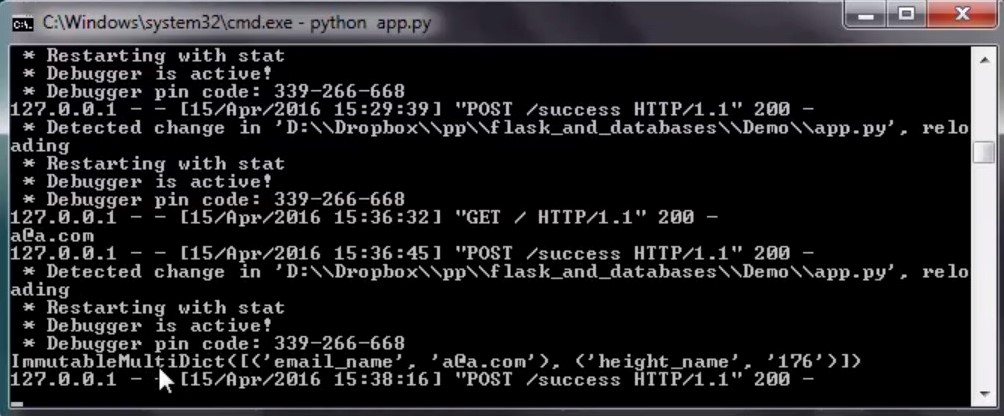 C:\Windows\system32\cmd.exe - python  app.py
 * Restarting with stat
 * Debugger is active!
 * Debugger pin code: 339-266-668
127.0.0.1 - - [15/Apr/2016 15:29:39] "POST /success HTTP/1.1" 200 -
 * Detected change in 'D:\\Dropbox\\pp\\flask_and_databases\\Demo\\app.py', relo
ading
 * Restarting with stat
 * Debugger is active!
 * Debugger pin code: 339-266-668
127.0.0.1 - - [15/Apr/2016 15:36:32] "GET / HTTP/1.1" 200 -
a@a.com
127.0.0.1 - - [15/Apr/2016 15:36:45] "POST /success HTTP/1.1" 200 -
 * Detected change in 'D:\\Dropbox\\pp\\flask_and_databases\\Demo\\app.py', relo
ading
 * Restarting with stat
 * Debugger is active!
 * Debugger pin code: 339-266-668
ImmutableMultiDict([('email_name', 'a@a.com'), ('height_name', '176')])
127.0.0.1 - - [15/Apr/2016 15:38:16] "POST /success HTTP/1.1" 200 -